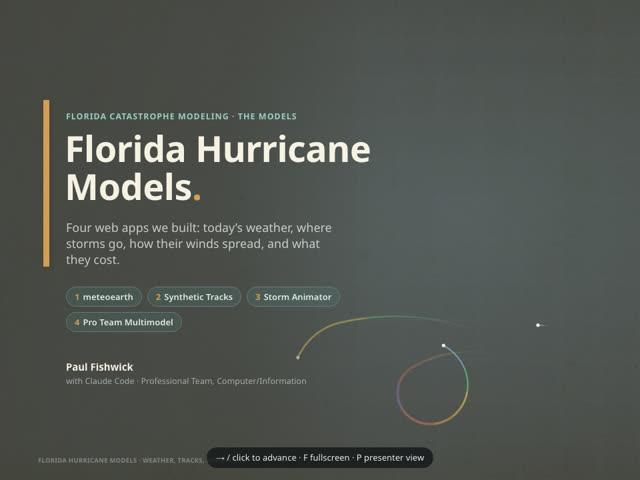 FLORIDA CATASTROPHE MODELING · THE MODELS
Florida Hurricane
Models.
Four web apps we built: today's weather, where
storms go, how their winds spread, and what
they cost.
1 meteoearth 2 Synthetic Tracks 3 Storm Animator
4 Pro Team Multimodel
Paul Fishwick
with Claude Code · Professional Team, Computer/Information
FLORIDA HURRICANE MODELS · WEATHER, TRACKS,
→ / click to advance · F fullscreen · P presenter view